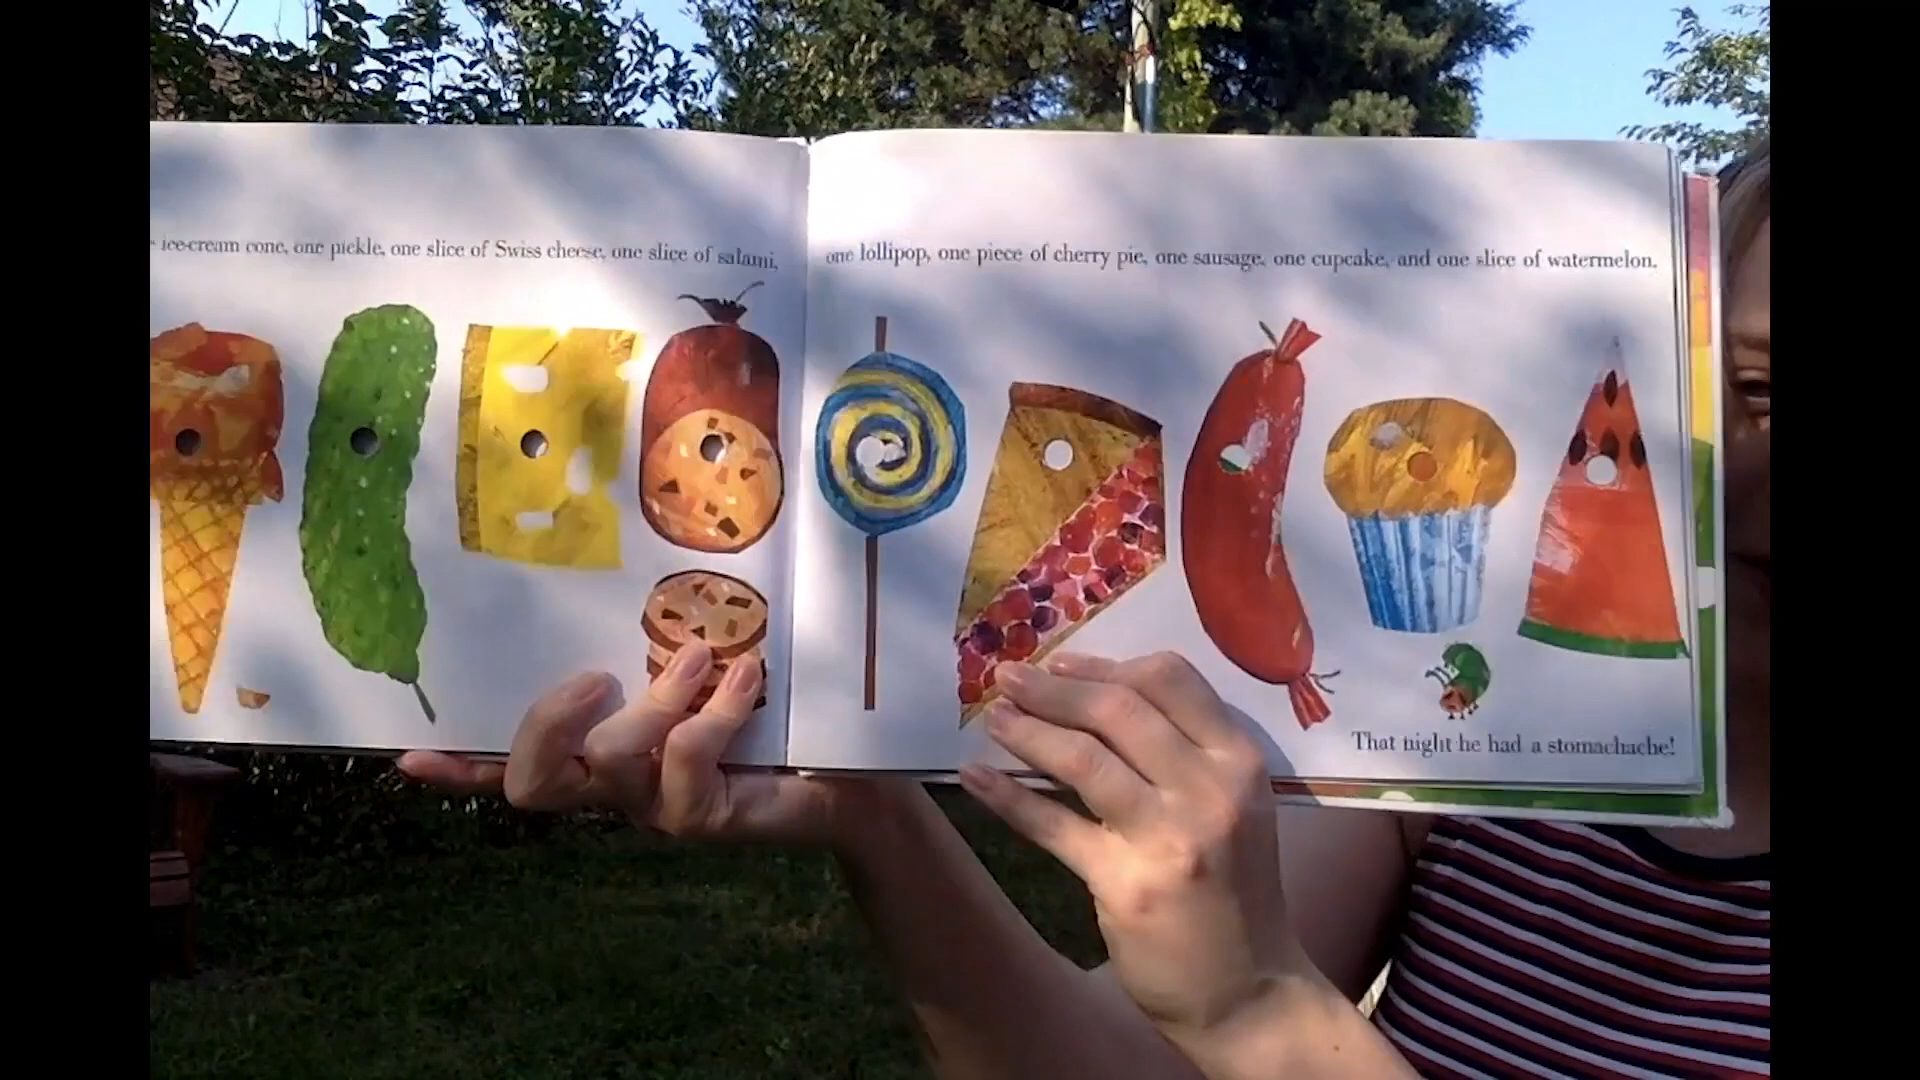 ice-cream cone, one pickle, one slice of Swiss cheese, one slice of salami,
one lollipop, one piece of cherry pie, one sausage, one cupcake, and one slice of watermelon.
That night he had a stomachache!